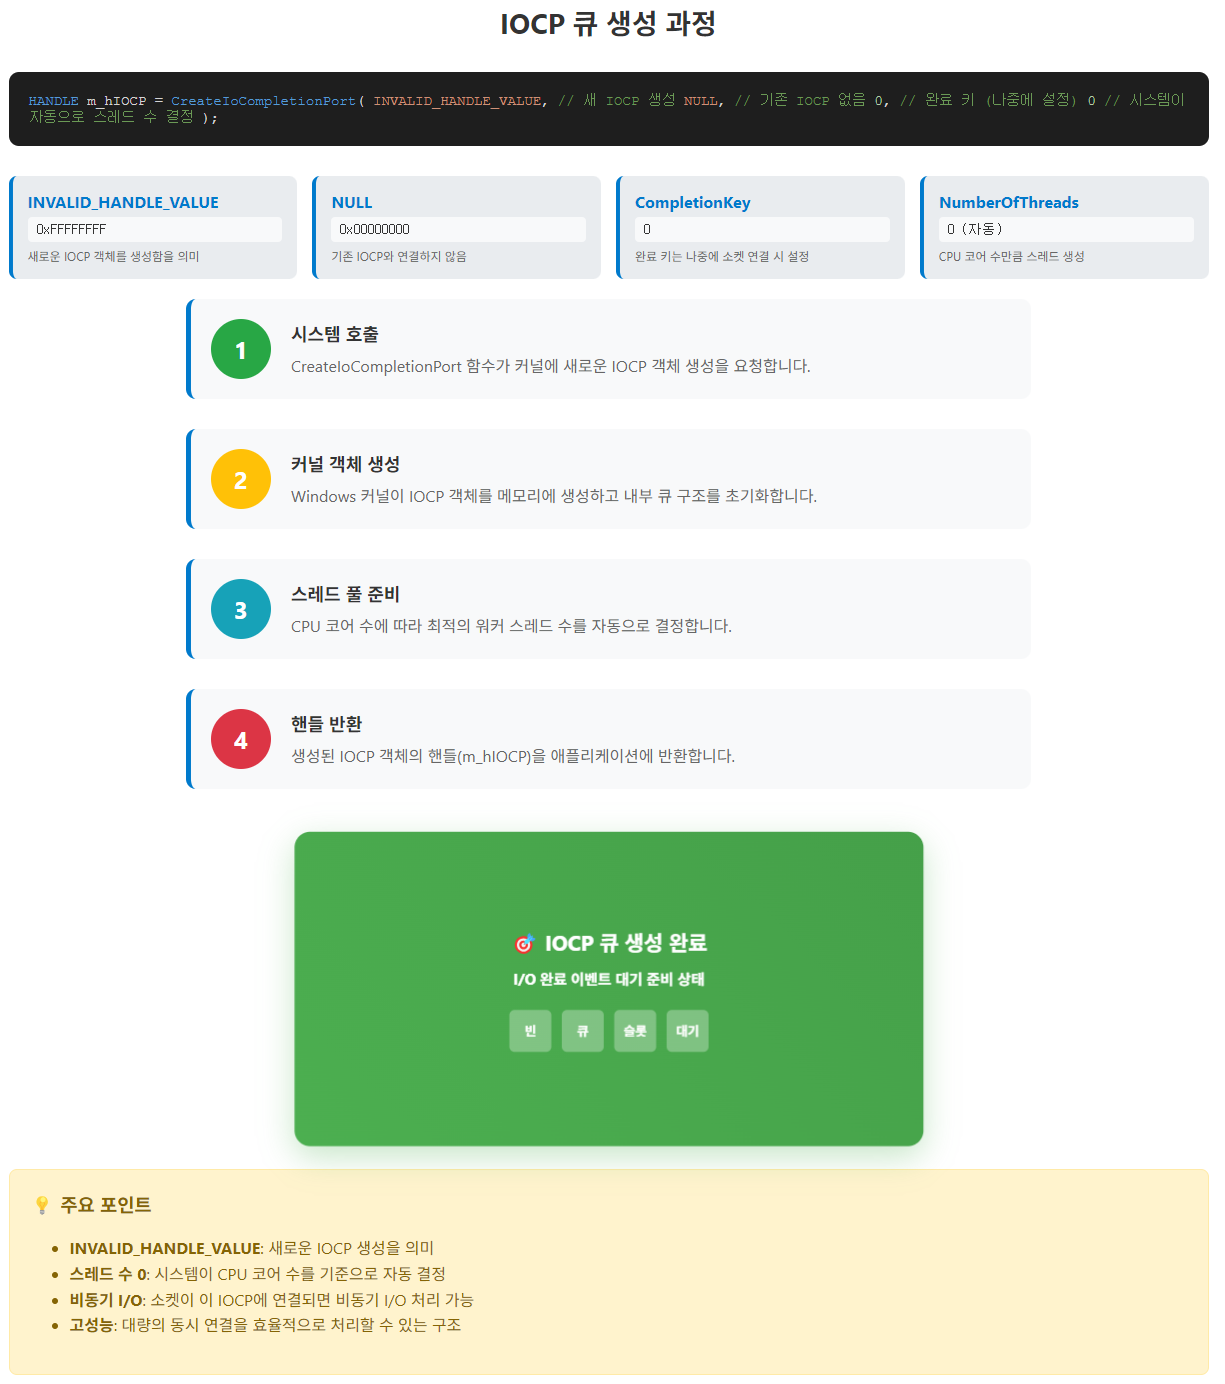 IOCP 큐 생성 과정
HANDLE m_hIOCP = CreateIoCompletionPort( INVALID_HANDLE_VALUE, // 새 IOCP 생성 NULL, // 기존 IOCP 없음 0, // 완료 키 (나중에 설정) 0 // 시스템이
자동으로 스레드 수 결정 );
INVALID_HANDLE_VALUE
0xFFFFFFFF
새로운 IOCP 객체를 생성함을 의미
NULL
0x00000000
기존 IOCP와 연결하지 않음
CompletionKey
0
완료 키는 나중에 소켓 연결 시 설정
NumberOfThreads
0 (자동)
CPU 코어 수만큼 스레드 생성
1
시스템 호출
CreateIoCompletionPort 함수가 커널에 새로운 IOCP 객체 생성을 요청합니다.
2
커널 객체 생성
Windows 커널이 IOCP 객체를 메모리에 생성하고 내부 큐 구조를 초기화합니다.
3
스레드 풀 준비
CPU 코어 수에 따라 최적의 워커 스레드 수를 자동으로 결정합니다.
4
핸들 반환
생성된 IOCP 객체의 핸들(m_hIOCP)을 애플리케이션에 반환합니다.
🎯 IOCP 큐 생성 완료
I/O 완료 이벤트 대기 준비 상태
빈 큐 슬롯 대기
💡 주요 포인트
• INVALID_HANDLE_VALUE: 새로운 IOCP 생성을 의미
• 스레드 수 0: 시스템이 CPU 코어 수를 기준으로 자동 결정
• 비동기 I/O: 소켓이 이 IOCP에 연결되면 비동기 I/O 처리 가능
• 고성능: 대량의 동시 연결을 효율적으로 처리할 수 있는 구조